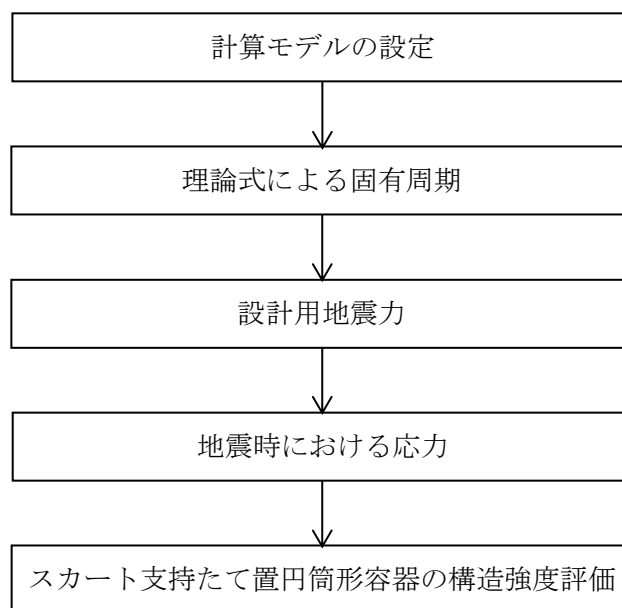 計算モデルの設定
理論式による固有周期
設計用地震力
地震時における応力
スカート支持たて置円筒形容器の構造強度評価